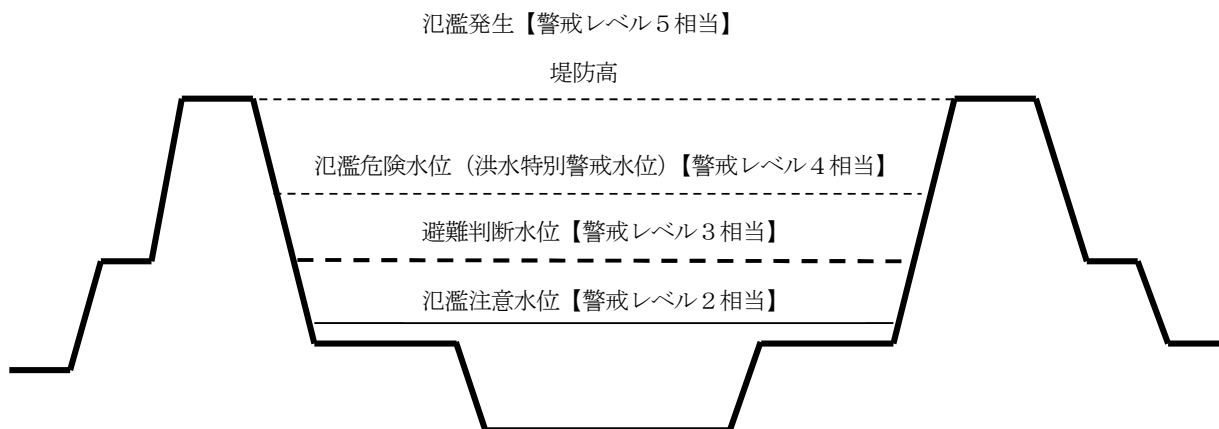 氾濫発生【警戒レベル５相当】
堤防高
氾濫危険水位（洪水特別警戒水位）【警戒レベル４相当】
避難判断水位【警戒レベル３相当】
氾濫注意水位【警戒レベル２相当】